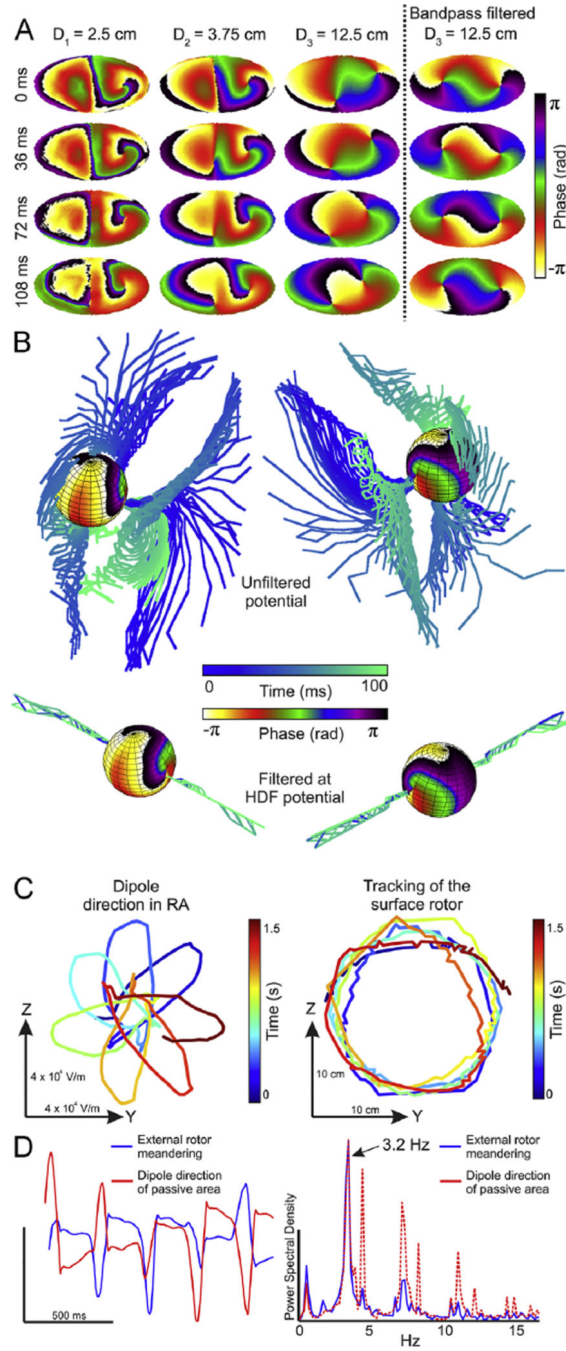 A
D₁ = 2.5 cm
D₂ = 3.75 cm
D₃ = 12.5 cm
Bandpass filtered
D₃ = 12.5 cm
0 ms
36 ms
72 ms
108 ms
π
Phase (rad)
-π
B
Unfiltered
potential
0
100
Time (ms)
-π
π
Phase (rad)
Filtered at
HDF potential
C
Dipole
direction in RA
Z
4 x 10⁴ V/m
4 x 10⁴ V/m
Y
1.5
Time (s)
0
Tracking of the
surface rotor
Z
10 cm
10 cm
Y
1.5
Time (s)
0
D
External rotor
meandering
Dipole direction
of passive area
500 ms
3.2 Hz
External rotor
meandering
Dipole direction
of passive area
Power Spectral Density
0
5
10
15
Hz